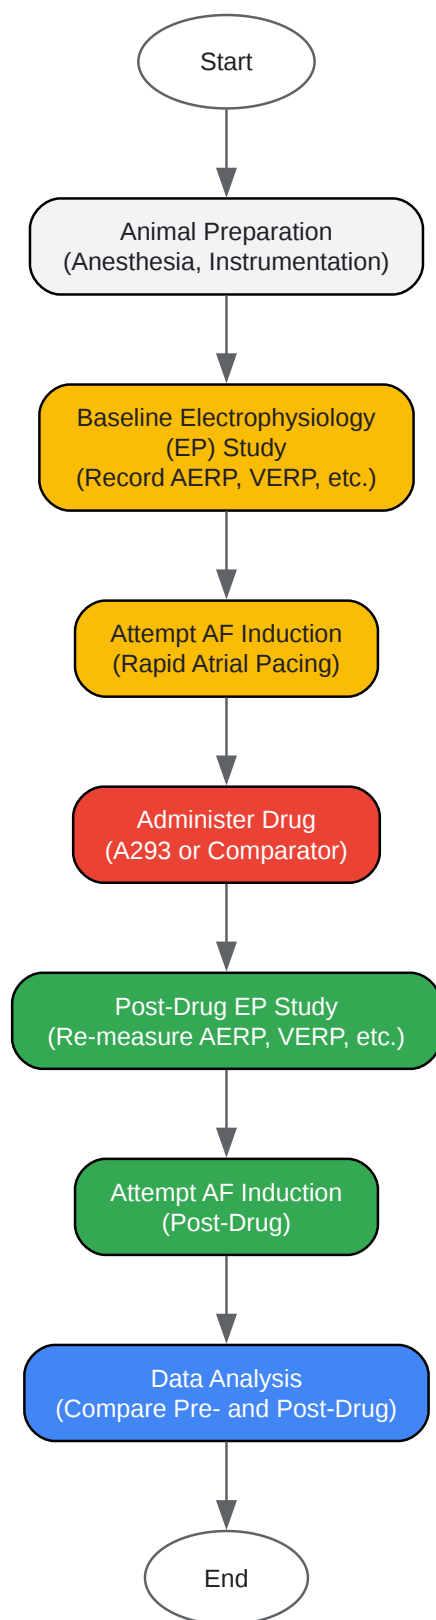 Start
Animal Preparation
(Anesthesia, Instrumentation)
Baseline Electrophysiology
(EP) Study
(Record AERP, VERP, etc.)
Attempt AF Induction
(Rapid Atrial Pacing)
Administer Drug
(A293 or Comparator)
Post-Drug EP Study
(Re-measure AERP, VERP, etc.)
Attempt AF Induction
(Post-Drug)
Data Analysis
(Compare Pre- and Post-Drug)
End